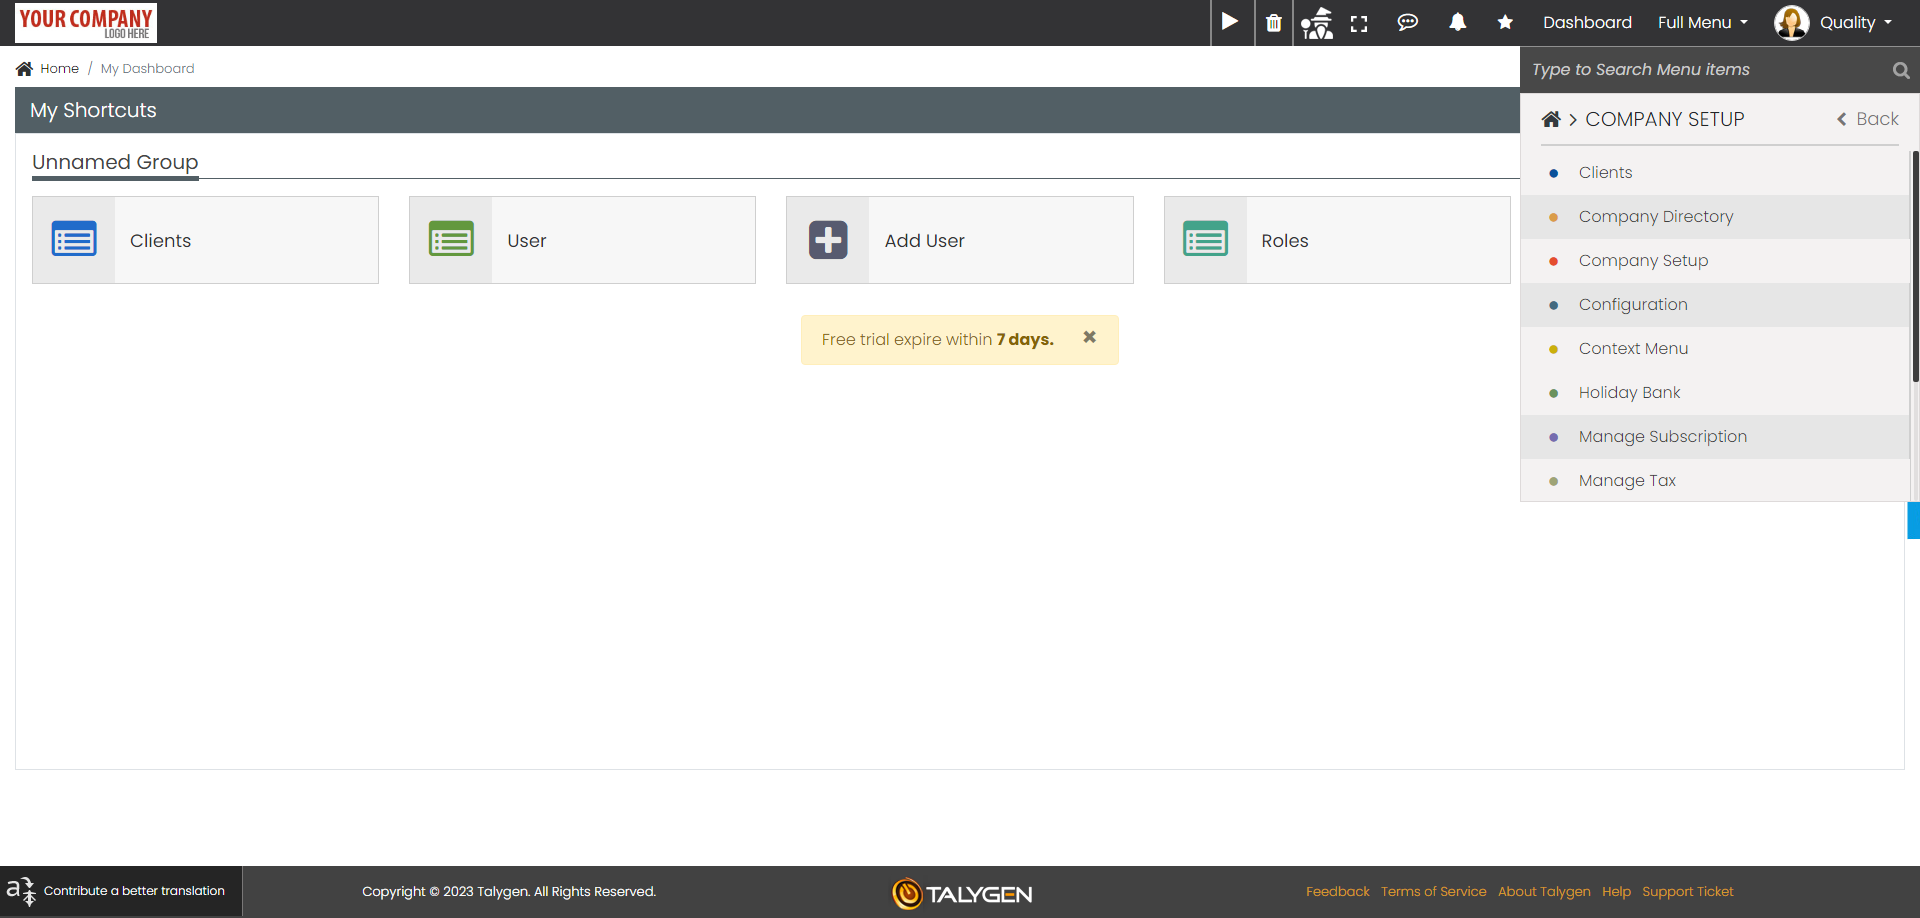 YOUR COMPANY
LOGO HERE
Dashboard
Full Menu
Quality
Home / My Dashboard
Type to Search Menu items
My Shortcuts
> COMPANY SETUP
Back
Unnamed Group
Clients
User
Add User
Roles
Free trial expire within 7 days.
Clients
Company Directory
Company Setup
Configuration
Context Menu
Holiday Bank
Manage Subscription
Manage Tax
Contribute a better translation
Copyright © 2023 Talygen. All Rights Reserved.
TALYGEN
Feedback
Terms of Service
About Talygen
Help
Support Ticket